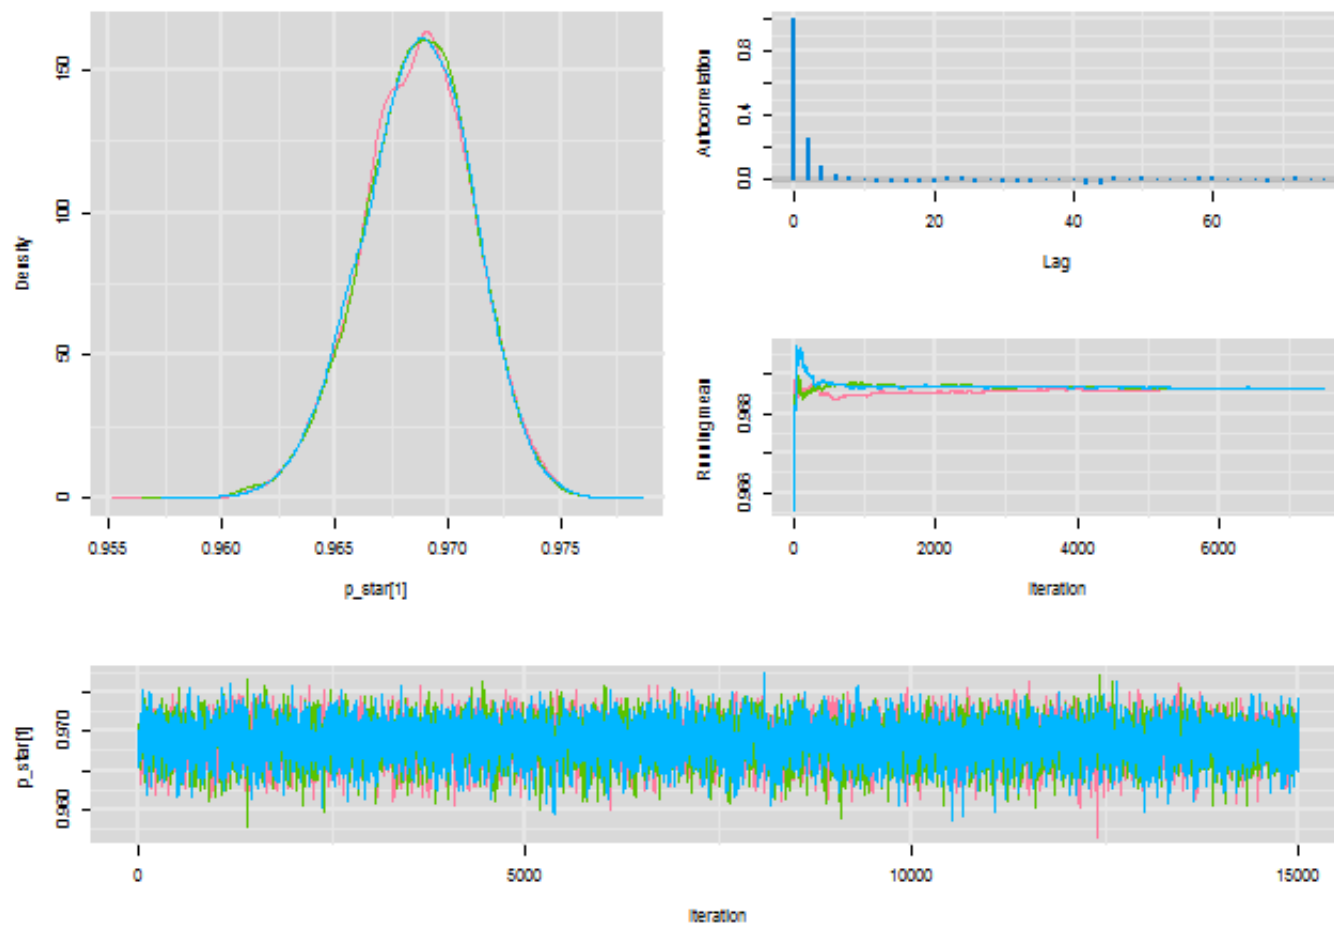 Density
150
100
50
0
0.955 0.960 0.965 0.970 0.975
p_star[1]
Autocorrelation
0.8
0.4
0.0
0 20 40 60
Lag
Running mean
0.968
0.966
0 2000 4000 6000
Iteration
p_star[1]
0.970
0.960
0 5000 10000 15000
Iteration